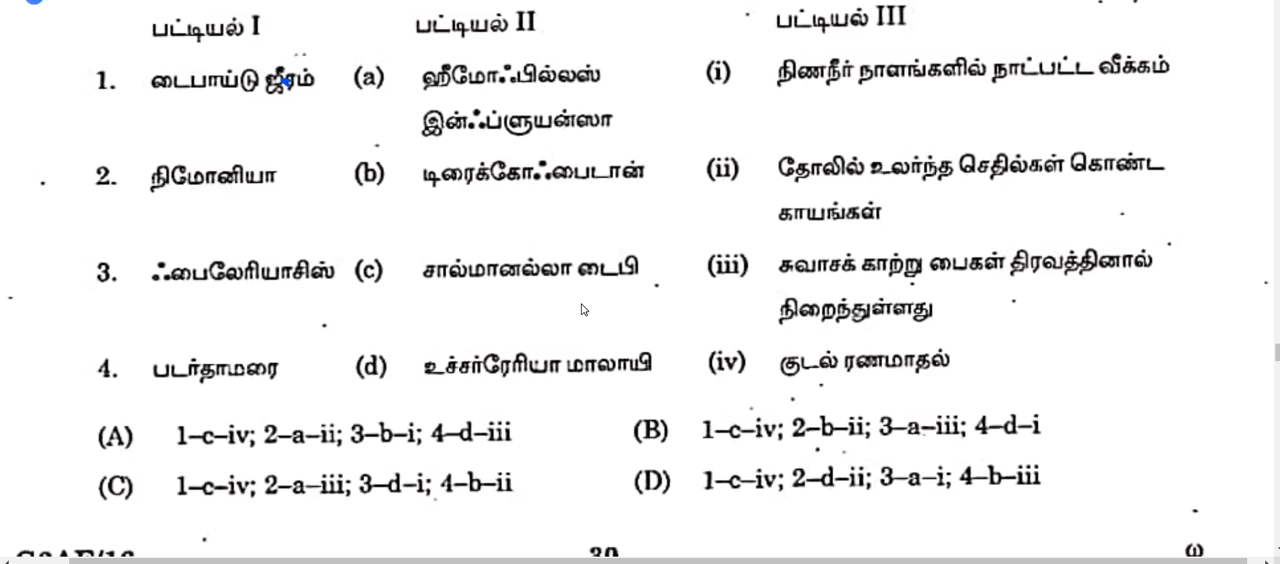 பட்டியல் I பட்டியல் II பட்டியல் III
1. டைபாய்டு ஜீரம் (a) ஹீமோஃபில்லஸ் (i) நிணநீர் நாளங்களில் நாட்பட்ட வீக்கம்
இன்ஃப்ளுயன்ஸா
2. நிமோனியா (b) டிரைக்கோஃபைடான் (ii) தோலில் உலர்ந்த செதில்கள் கொண்ட
காயங்கள்
3. ஃபைலேரியாசிஸ் (c) சால்மானல்லா டைபி (iii) சுவாசக் காற்று பைகள் திரவத்தினால்
நிறைந்துள்ளது
4. படர்தாமரை (d) உச்சர்ரேரியா மாலாயி (iv) குடல் ரணமாதல்
(A) 1–c–iv; 2–a–ii; 3–b–i; 4–d–iii (B) 1–c–iv; 2–b–ii; 3–a–iii; 4–d–i
(C) 1–c–iv; 2–a–iii; 3–d–i; 4–b–ii (D) 1–c–iv; 2–d–ii; 3–a–i; 4–b–iii
30